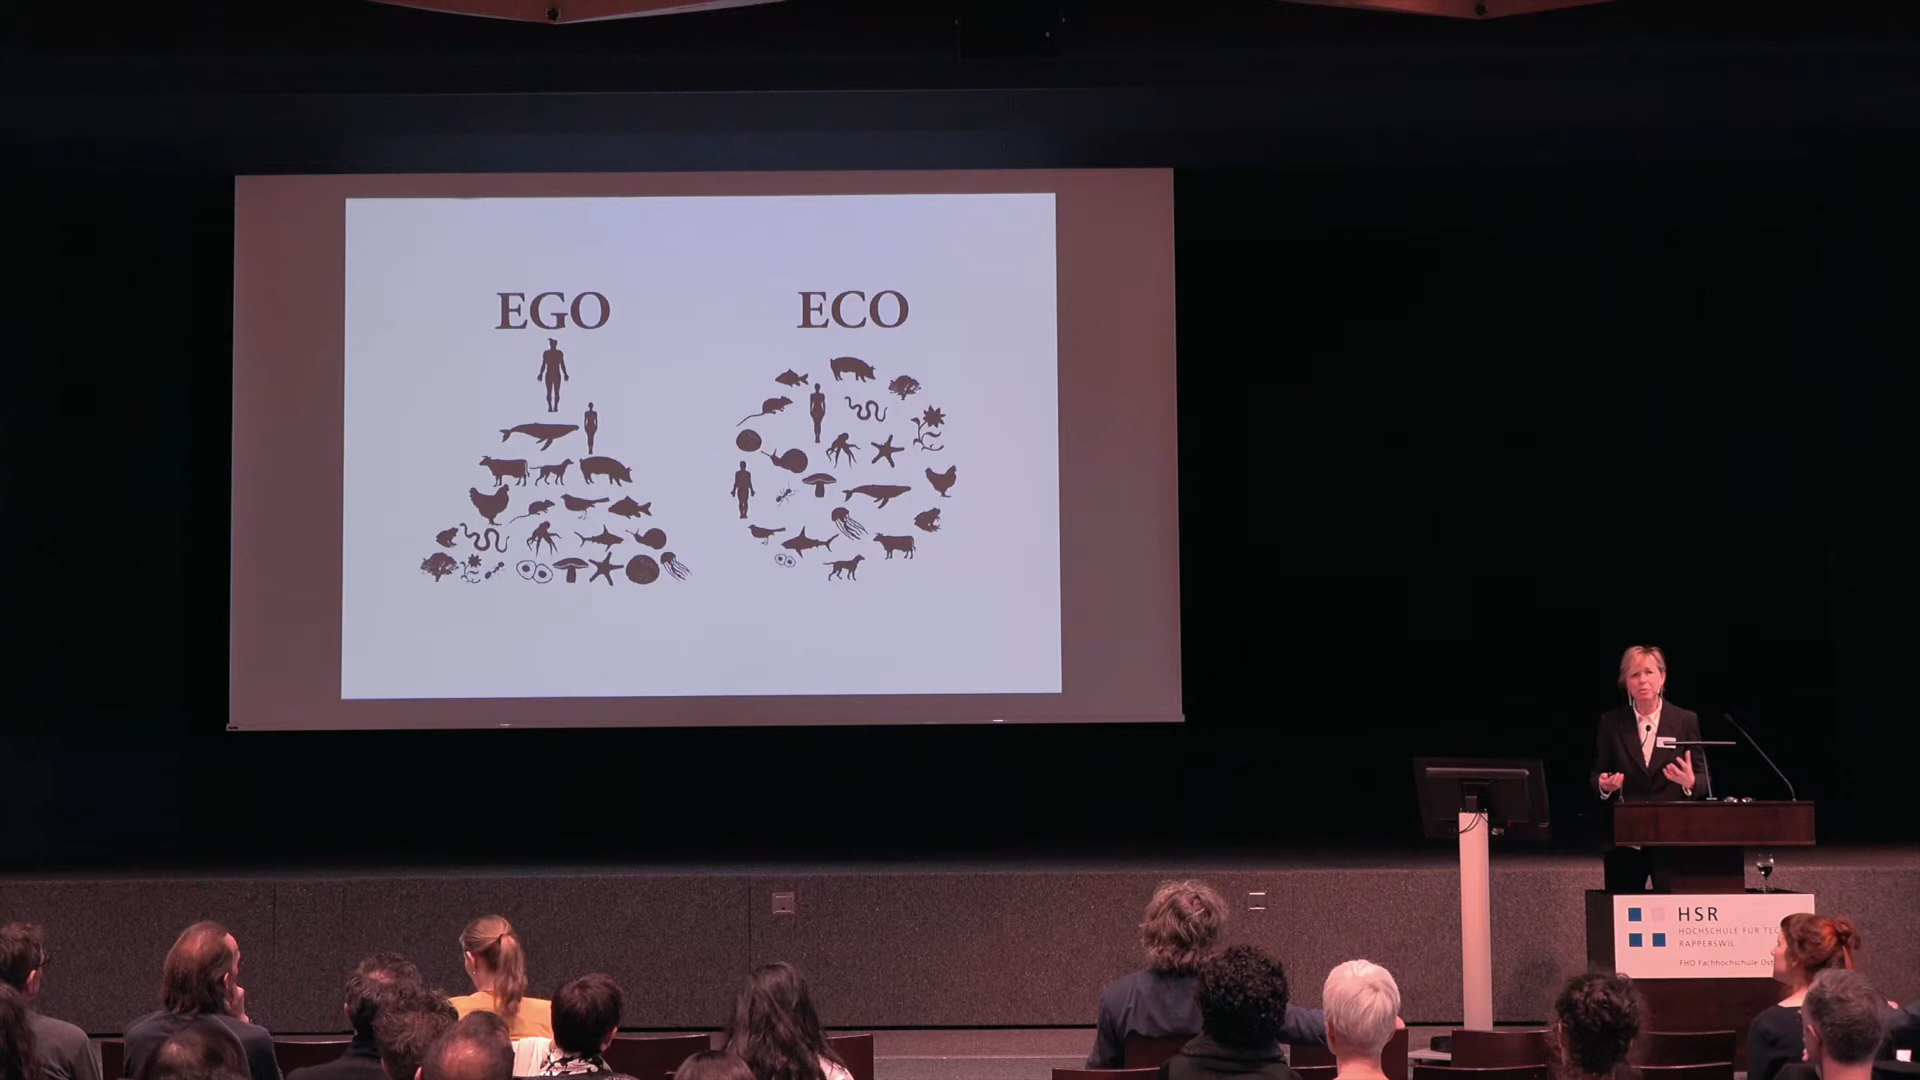 EGO
ECO
HSR
HOCHSCHULE FÜR TEC
RAPPERSWIL
FHO Fachhochschule Ost